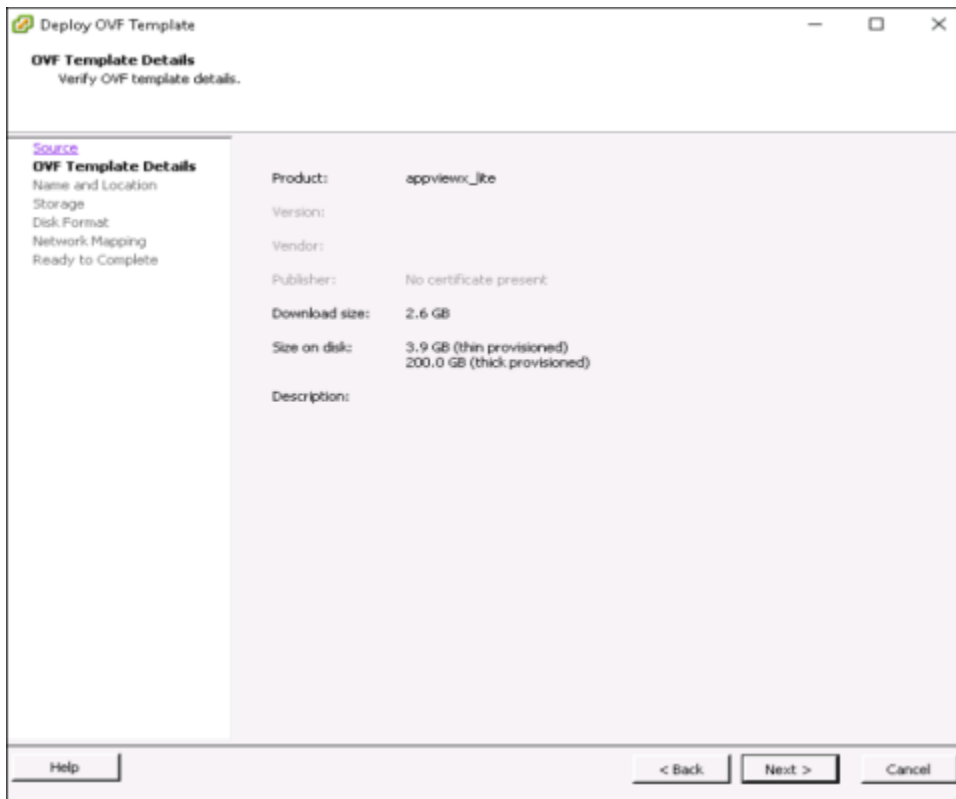 Deploy OVF Template
OVF Template Details
Verify OVF template details.
Source
OVF Template Details
Name and Location
Storage
Disk Format
Network Mapping
Ready to Complete
Product: appviewx_lite
Version:
Vendor:
Publisher: No certificate present
Download size: 2.6 GB
Size on disk: 3.9 GB (thin provisioned)
200.0 GB (thick provisioned)
Description:
Help
< Back
Next >
Cancel